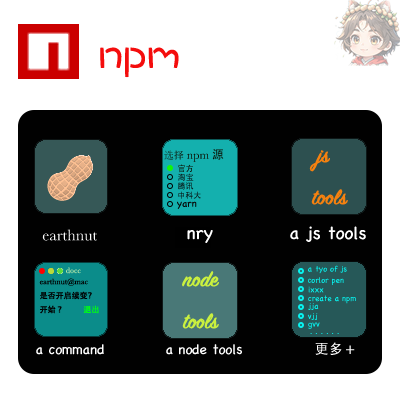 npm
选择 npm 源
官方
淘宝
腾讯
中科大
yarn
js
tools
earthnut
nry
a js tools
docc
earthnut@mac
是否开启续变?
开始? 退出
node
tools
a tye of js
corlor pen
ixxx
create a npm
jja
vjj
gvv
......
a command
a node tools
更多+